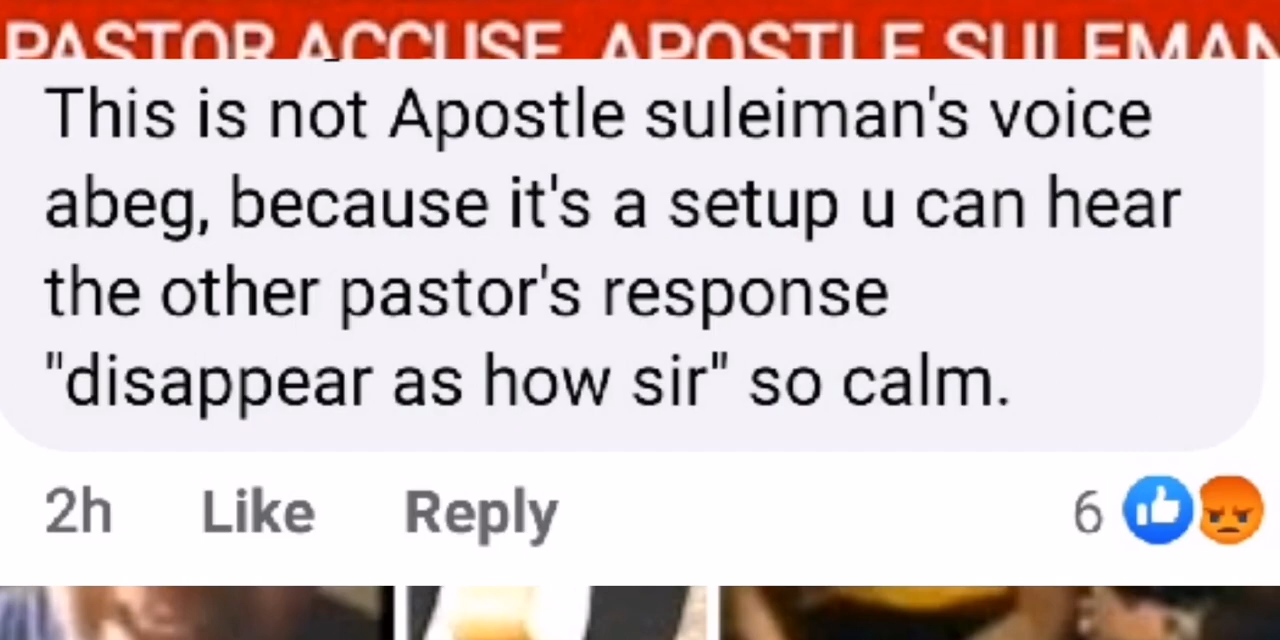 PASTOR ACCUSE APOSTLE SULEMAN
This is not Apostle suleiman's voice
abeg, because it's a setup u can hear
the other pastor's response
"disappear as how sir" so calm.
2h Like Reply 6